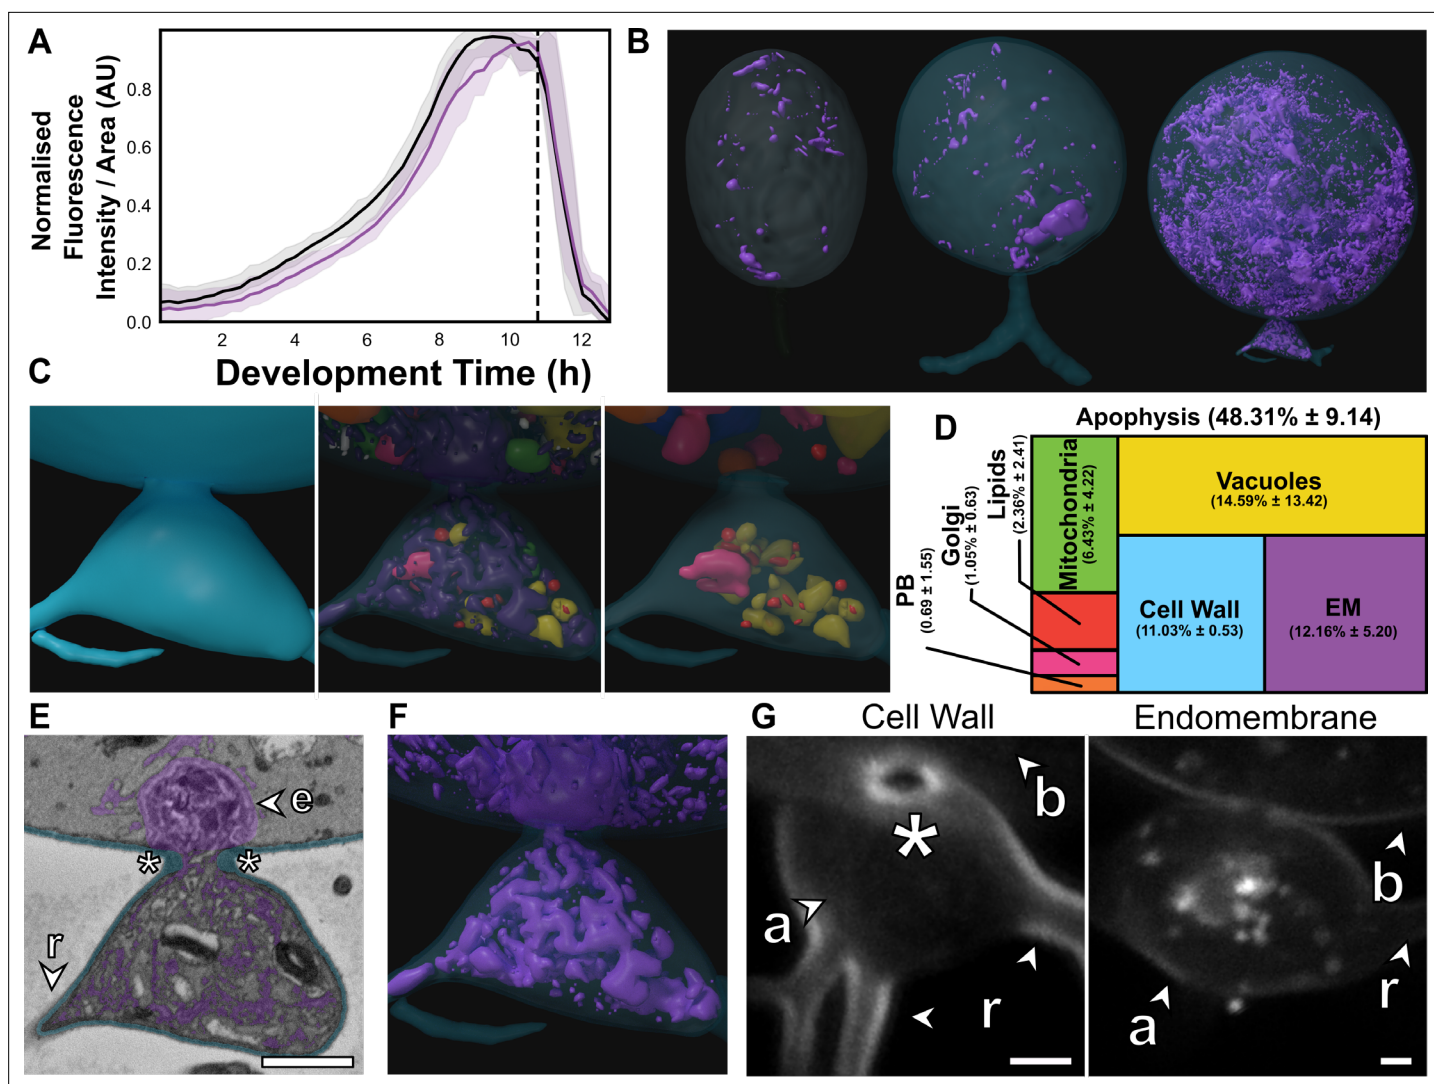 A
Normalised
Fluorescence
Intensity / Area (AU)
0.8
0.6
0.4
0.2
0.0
2 4 6 8 10 12
Development Time (h)
B
C
D
Apophysis (48.31% ± 9.14)
PB
(0.69 ± 1.55)
Golgi
(1.05% ± 0.63)
Lipids
(2.36% ± 2.41)
Mitochondria
(6.43% ± 4.22)
Vacuoles
(14.59% ± 13.42)
Cell Wall
(11.03% ± 0.53)
EM
(12.16% ± 5.20)
E
e
* *
r
F
G
Cell Wall
b
*
a
r
Endomembrane
b
r
a